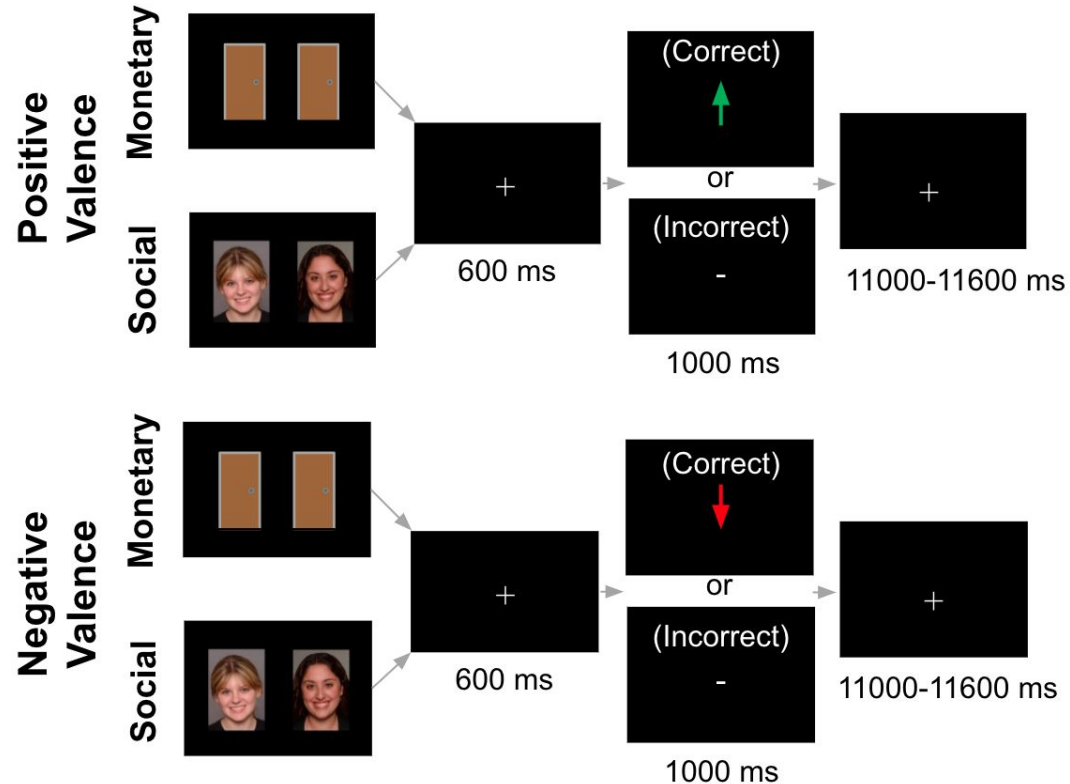 Positive
Valence
Monetary
Social
600 ms
(Correct)
or
(Incorrect)
-
1000 ms
11000-11600 ms
Negative
Valence
Monetary
Social
600 ms
(Correct)
or
(Incorrect)
-
1000 ms
11000-11600 ms